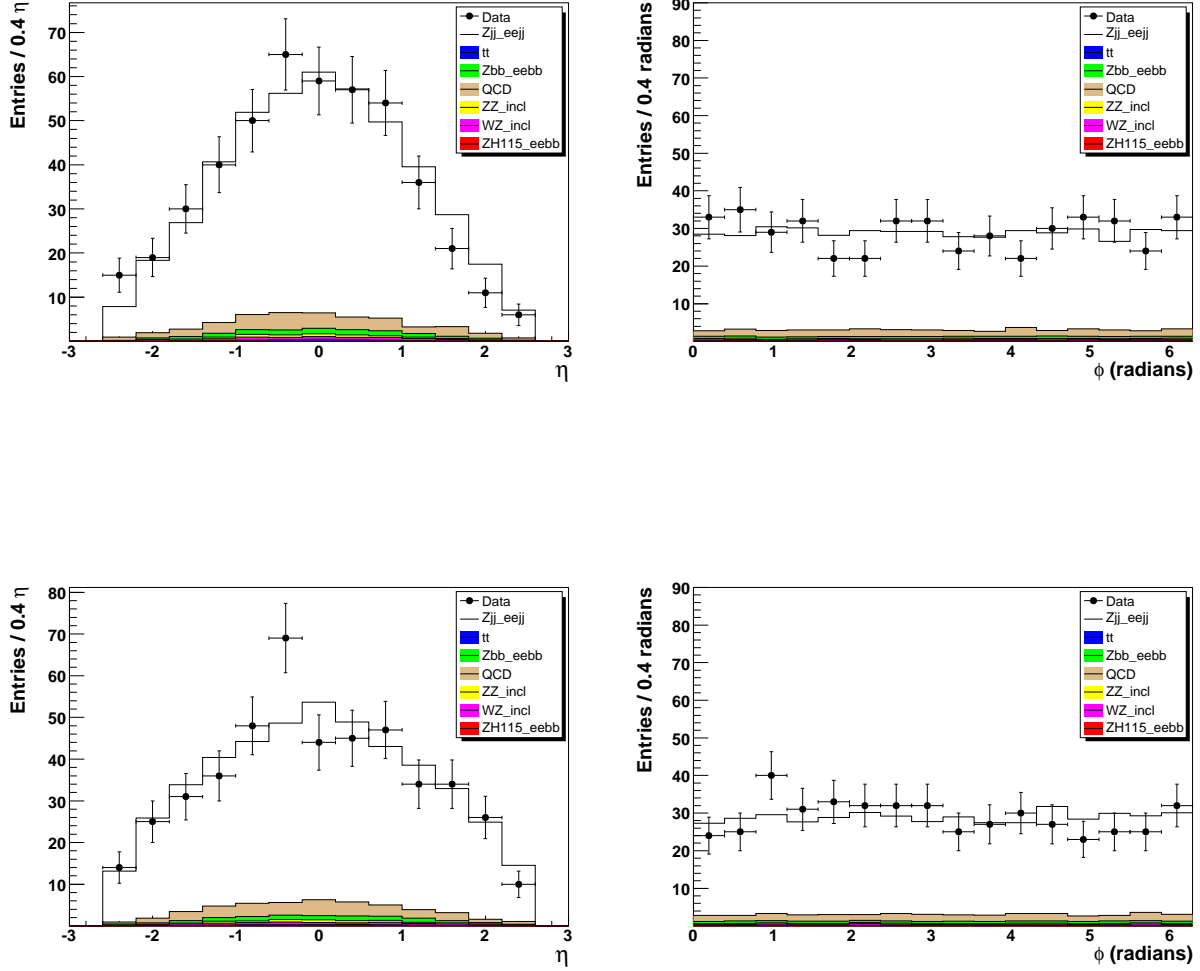 Entries / 0.4 η
70
60
50
40
30
20
10
-3 -2 -1 0 1 2 3
η
Data
Zjj_eejj
tt
Zbb_eebb
QCD
ZZ_incl
WZ_incl
ZH115_eebb
Entries / 0.4 radians
90
80
70
60
50
40
30
20
10
0 1 2 3 4 5 6
ϕ (radians)
Data
Zjj_eejj
tt
Zbb_eebb
QCD
ZZ_incl
WZ_incl
ZH115_eebb
Entries / 0.4 η
80
70
60
50
40
30
20
10
-3 -2 -1 0 1 2 3
η
Data
Zjj_eejj
tt
Zbb_eebb
QCD
ZZ_incl
WZ_incl
ZH115_eebb
Entries / 0.4 radians
90
80
70
60
50
40
30
20
10
0 1 2 3 4 5 6
ϕ (radians)
Data
Zjj_eejj
tt
Zbb_eebb
QCD
ZZ_incl
WZ_incl
ZH115_eebb